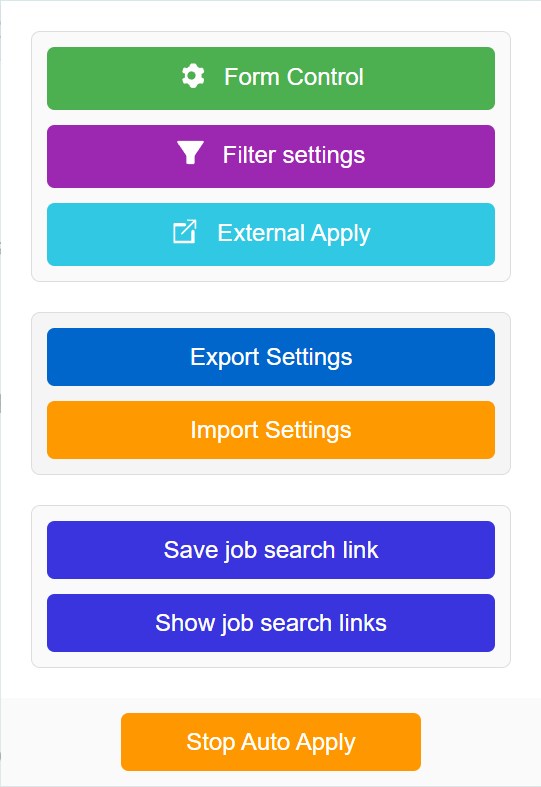 Form Control
Filter settings
External Apply
Export Settings
Import Settings
Save job search link
Show job search links
Stop Auto Apply